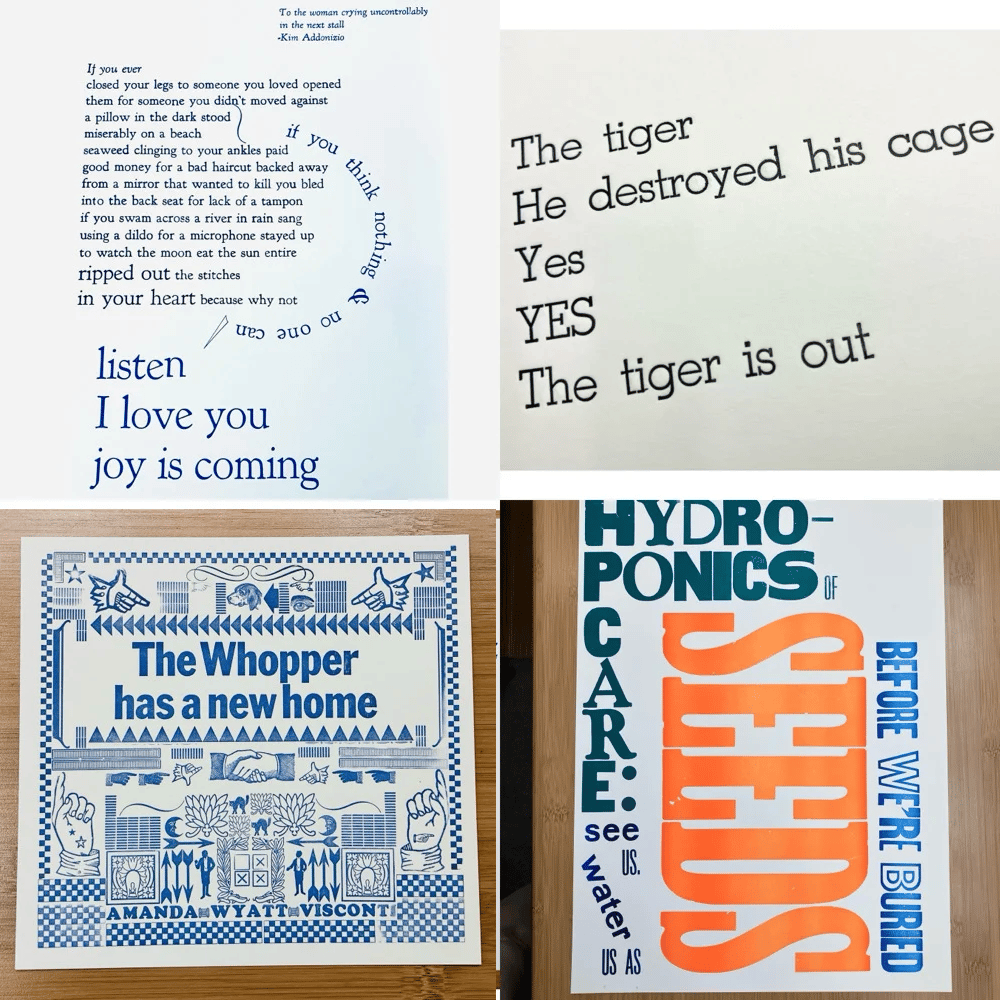 To the woman crying uncontrollably
in the next stall
-Kim Addonizio
If you ever
closed your legs to someone you loved opened
them for someone you didn't moved against
a pillow in the dark stood
miserably on a beach
seaweed clinging to your ankles paid
good money for a bad haircut backed away
from a mirror that wanted to kill you bled
into the back seat for lack of a tampon
if you swam across a river in rain sang
using a dildo for a microphone stayed up
to watch the moon eat the sun entire
ripped out the stitches
in your heart because why not
if you think nothing & no one can
listen
I love you
joy is coming
The tiger
He destroyed his cage
Yes
YES
The tiger is out
The Whopper
has a new home
AMANDA WYATT VISCONTI
HYDRO-
PONICS OF
CARE:
see
US.
water
US AS
SEEDS
BEFORE WE'RE BURIED